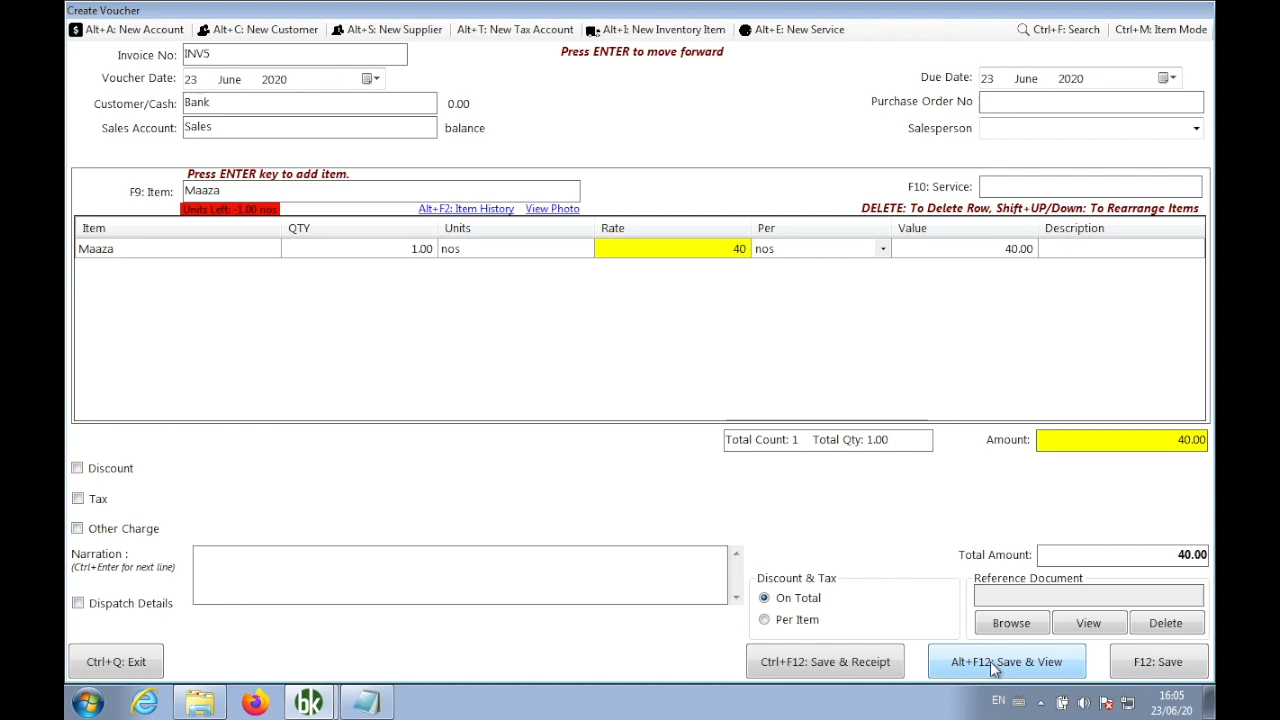 Create Voucher
Alt+A: New Account Alt+C: New Customer Alt+S: New Supplier Alt+T: New Tax Account Alt+I: New Inventory Item Alt+E: New Service Ctrl+F: Search Ctrl+M: Item Mode
Invoice No: INV5 Press ENTER to move forward
Voucher Date: 23 June 2020 Due Date: 23 June 2020
Customer/Cash: Bank 0.00 Purchase Order No
Sales Account: Sales balance Salesperson
Press ENTER key to add item.
F9: Item: Maaza F10: Service:
Units Left: -1.00 nos Alt+F2: Item History View Photo DELETE: To Delete Row, Shift+UP/Down: To Rearrange Items
Item QTY Units Rate Per Value Description
Maaza 1.00 nos 40 nos 40.00
Total Count: 1 Total Qty: 1.00 Amount: 40.00
Discount
Tax
Other Charge
Narration :
(Ctrl+Enter for next line)
Total Amount: 40.00
Discount & Tax Reference Document
On Total
Dispatch Details
Per Item Browse View Delete
Ctrl+Q: Exit Ctrl+F12: Save & Receipt Alt+F12: Save & View F12: Save
bk EN 16:05
23/06/20